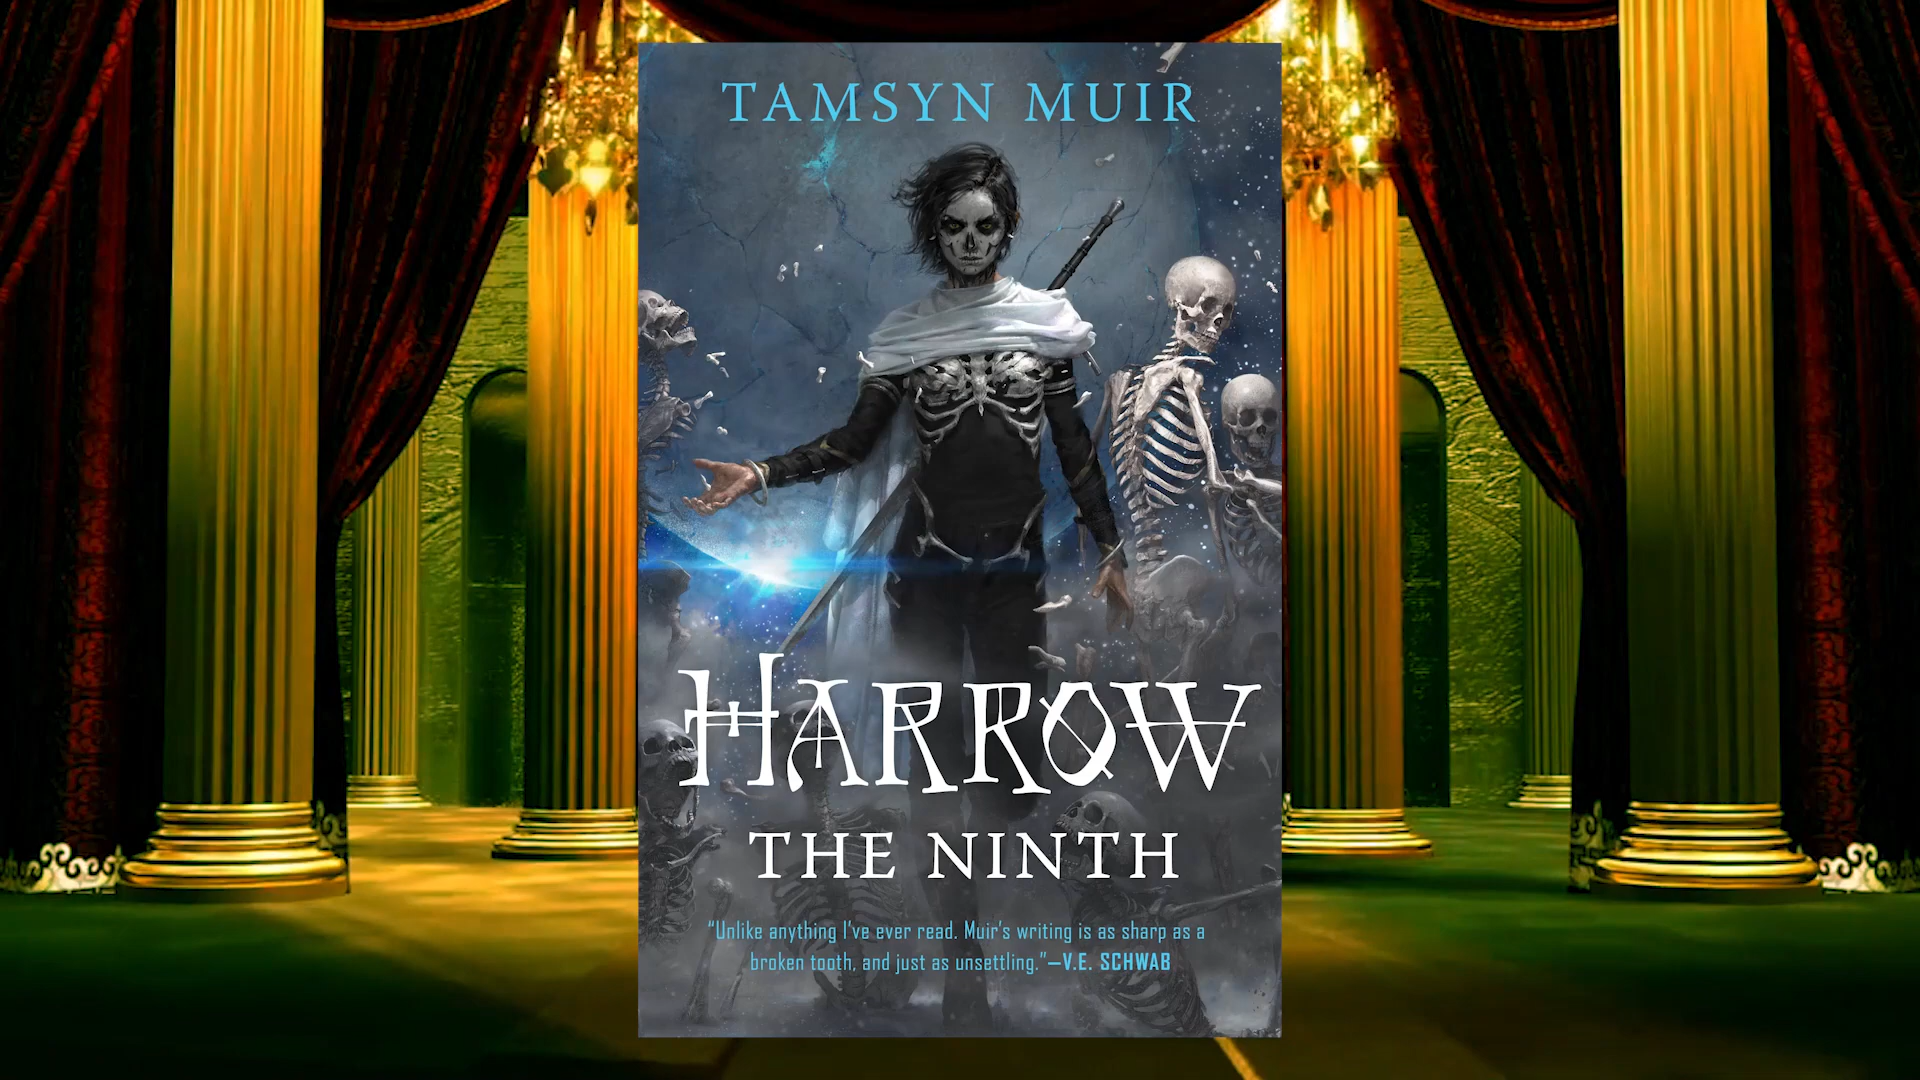 TAMSYN MUIR
HARROW
THE NINTH
“Unlike anything I’ve ever read. Muir’s writing is as sharp as a
broken tooth, and just as unsettling.”—V.E. SCHWAB